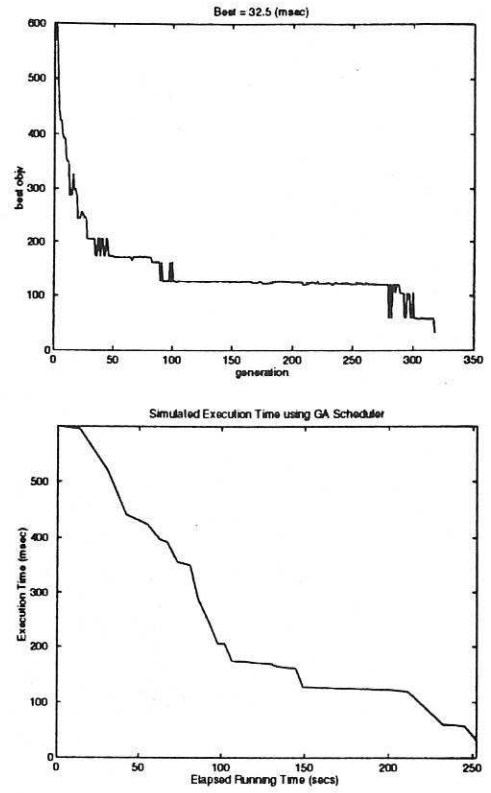 Best = 32.5 (msec)
600
500
400
300
200
100
0
best objv
0 50 100 150 200 250 300 350
generation
Simulated Execution Time using GA Scheduler
500
400
300
200
100
0
Execution Time (msec)
0 50 100 150 200 250
Elapsed Running Time (secs)